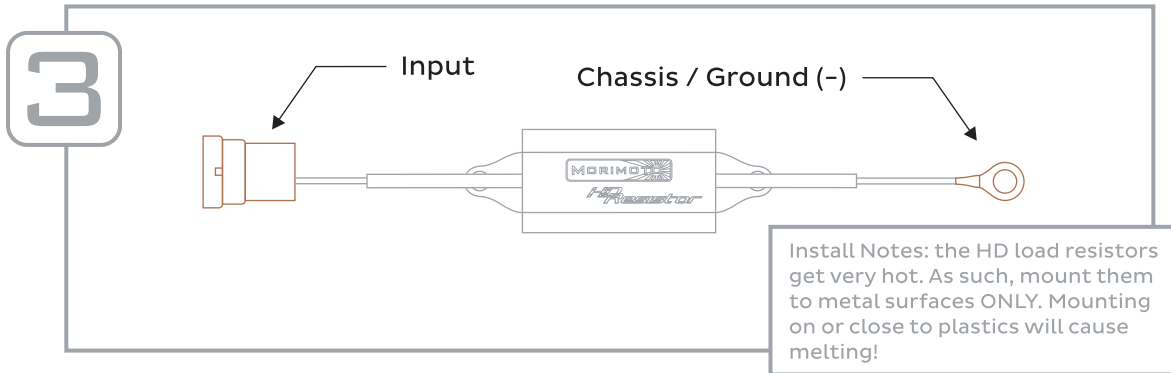 3
Input
Chassis / Ground (-)
MORIMOTO
HD
Resistor
Install Notes: the HD load resistors
get very hot. As such, mount them
to metal surfaces ONLY. Mounting
on or close to plastics will cause
melting!